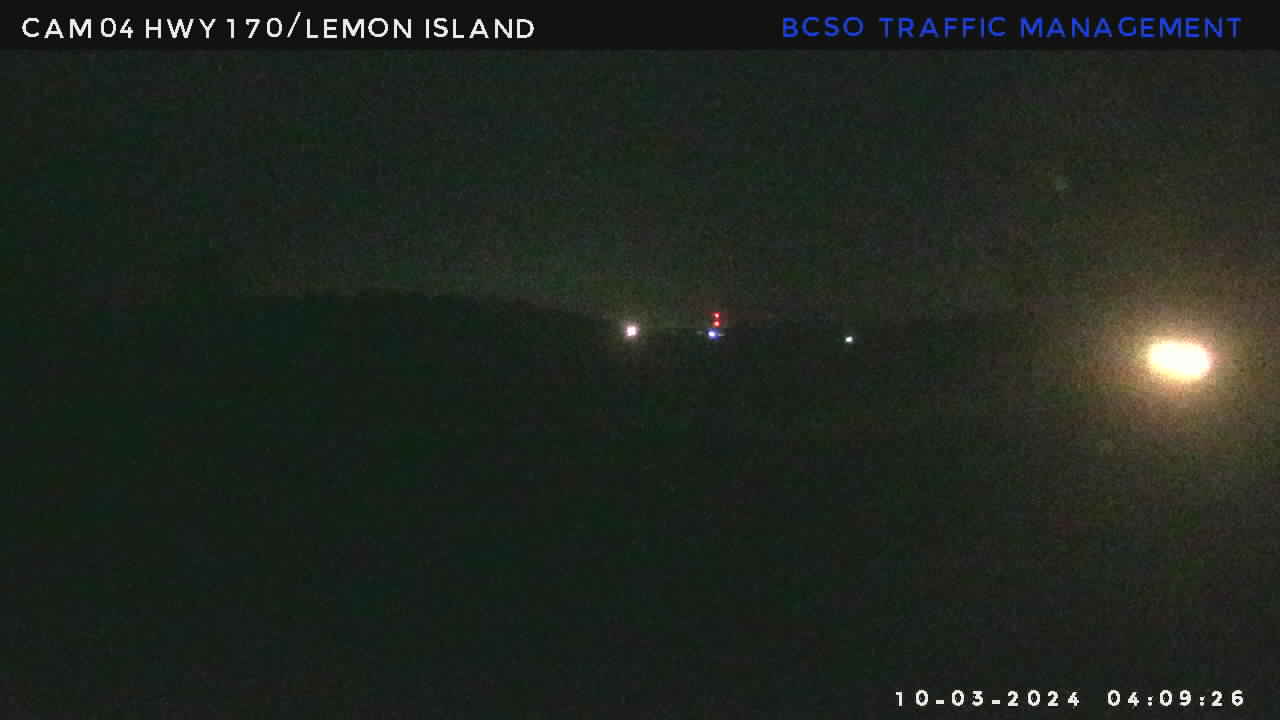 CAM04 HWY 170/LEMON ISLAND
BCSO TRAFFIC MANAGEMENT
10-03-2024 04:09:26